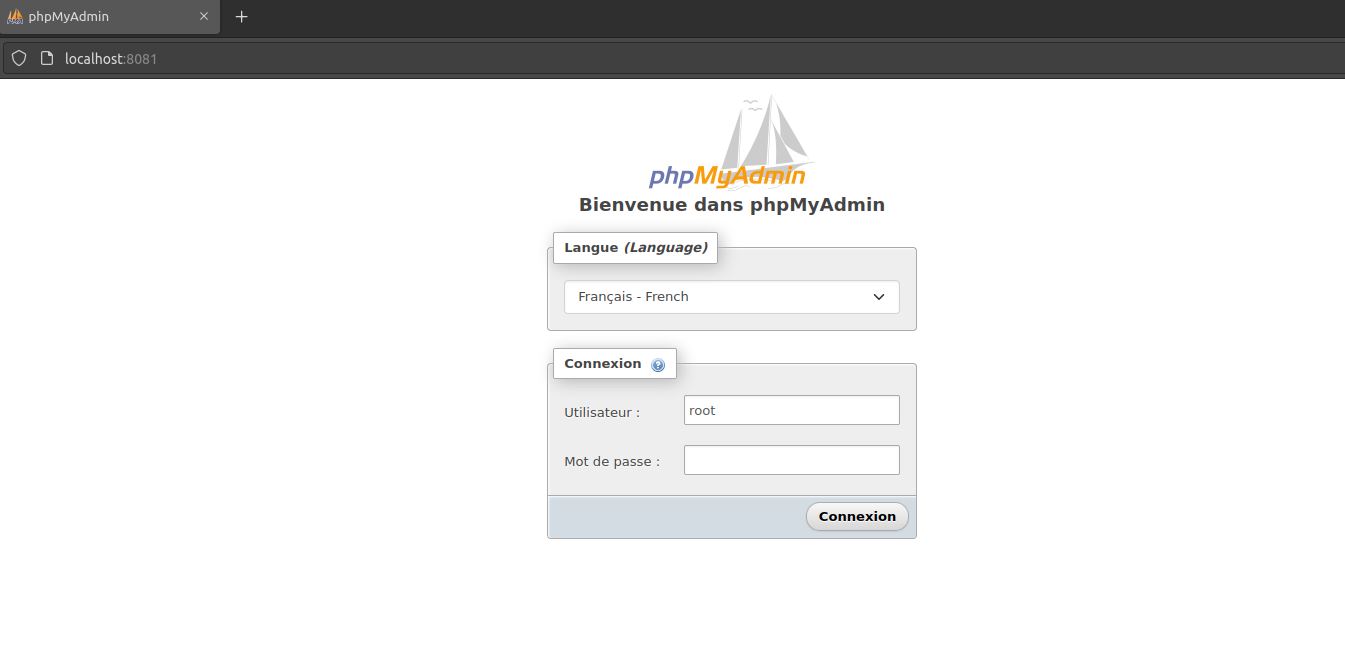 phpMyAdmin
localhost:8081
phpMyAdmin
Bienvenue dans phpMyAdmin
Langue (Language)
Français - French
Connexion
Utilisateur :
root
Mot de passe :
Connexion